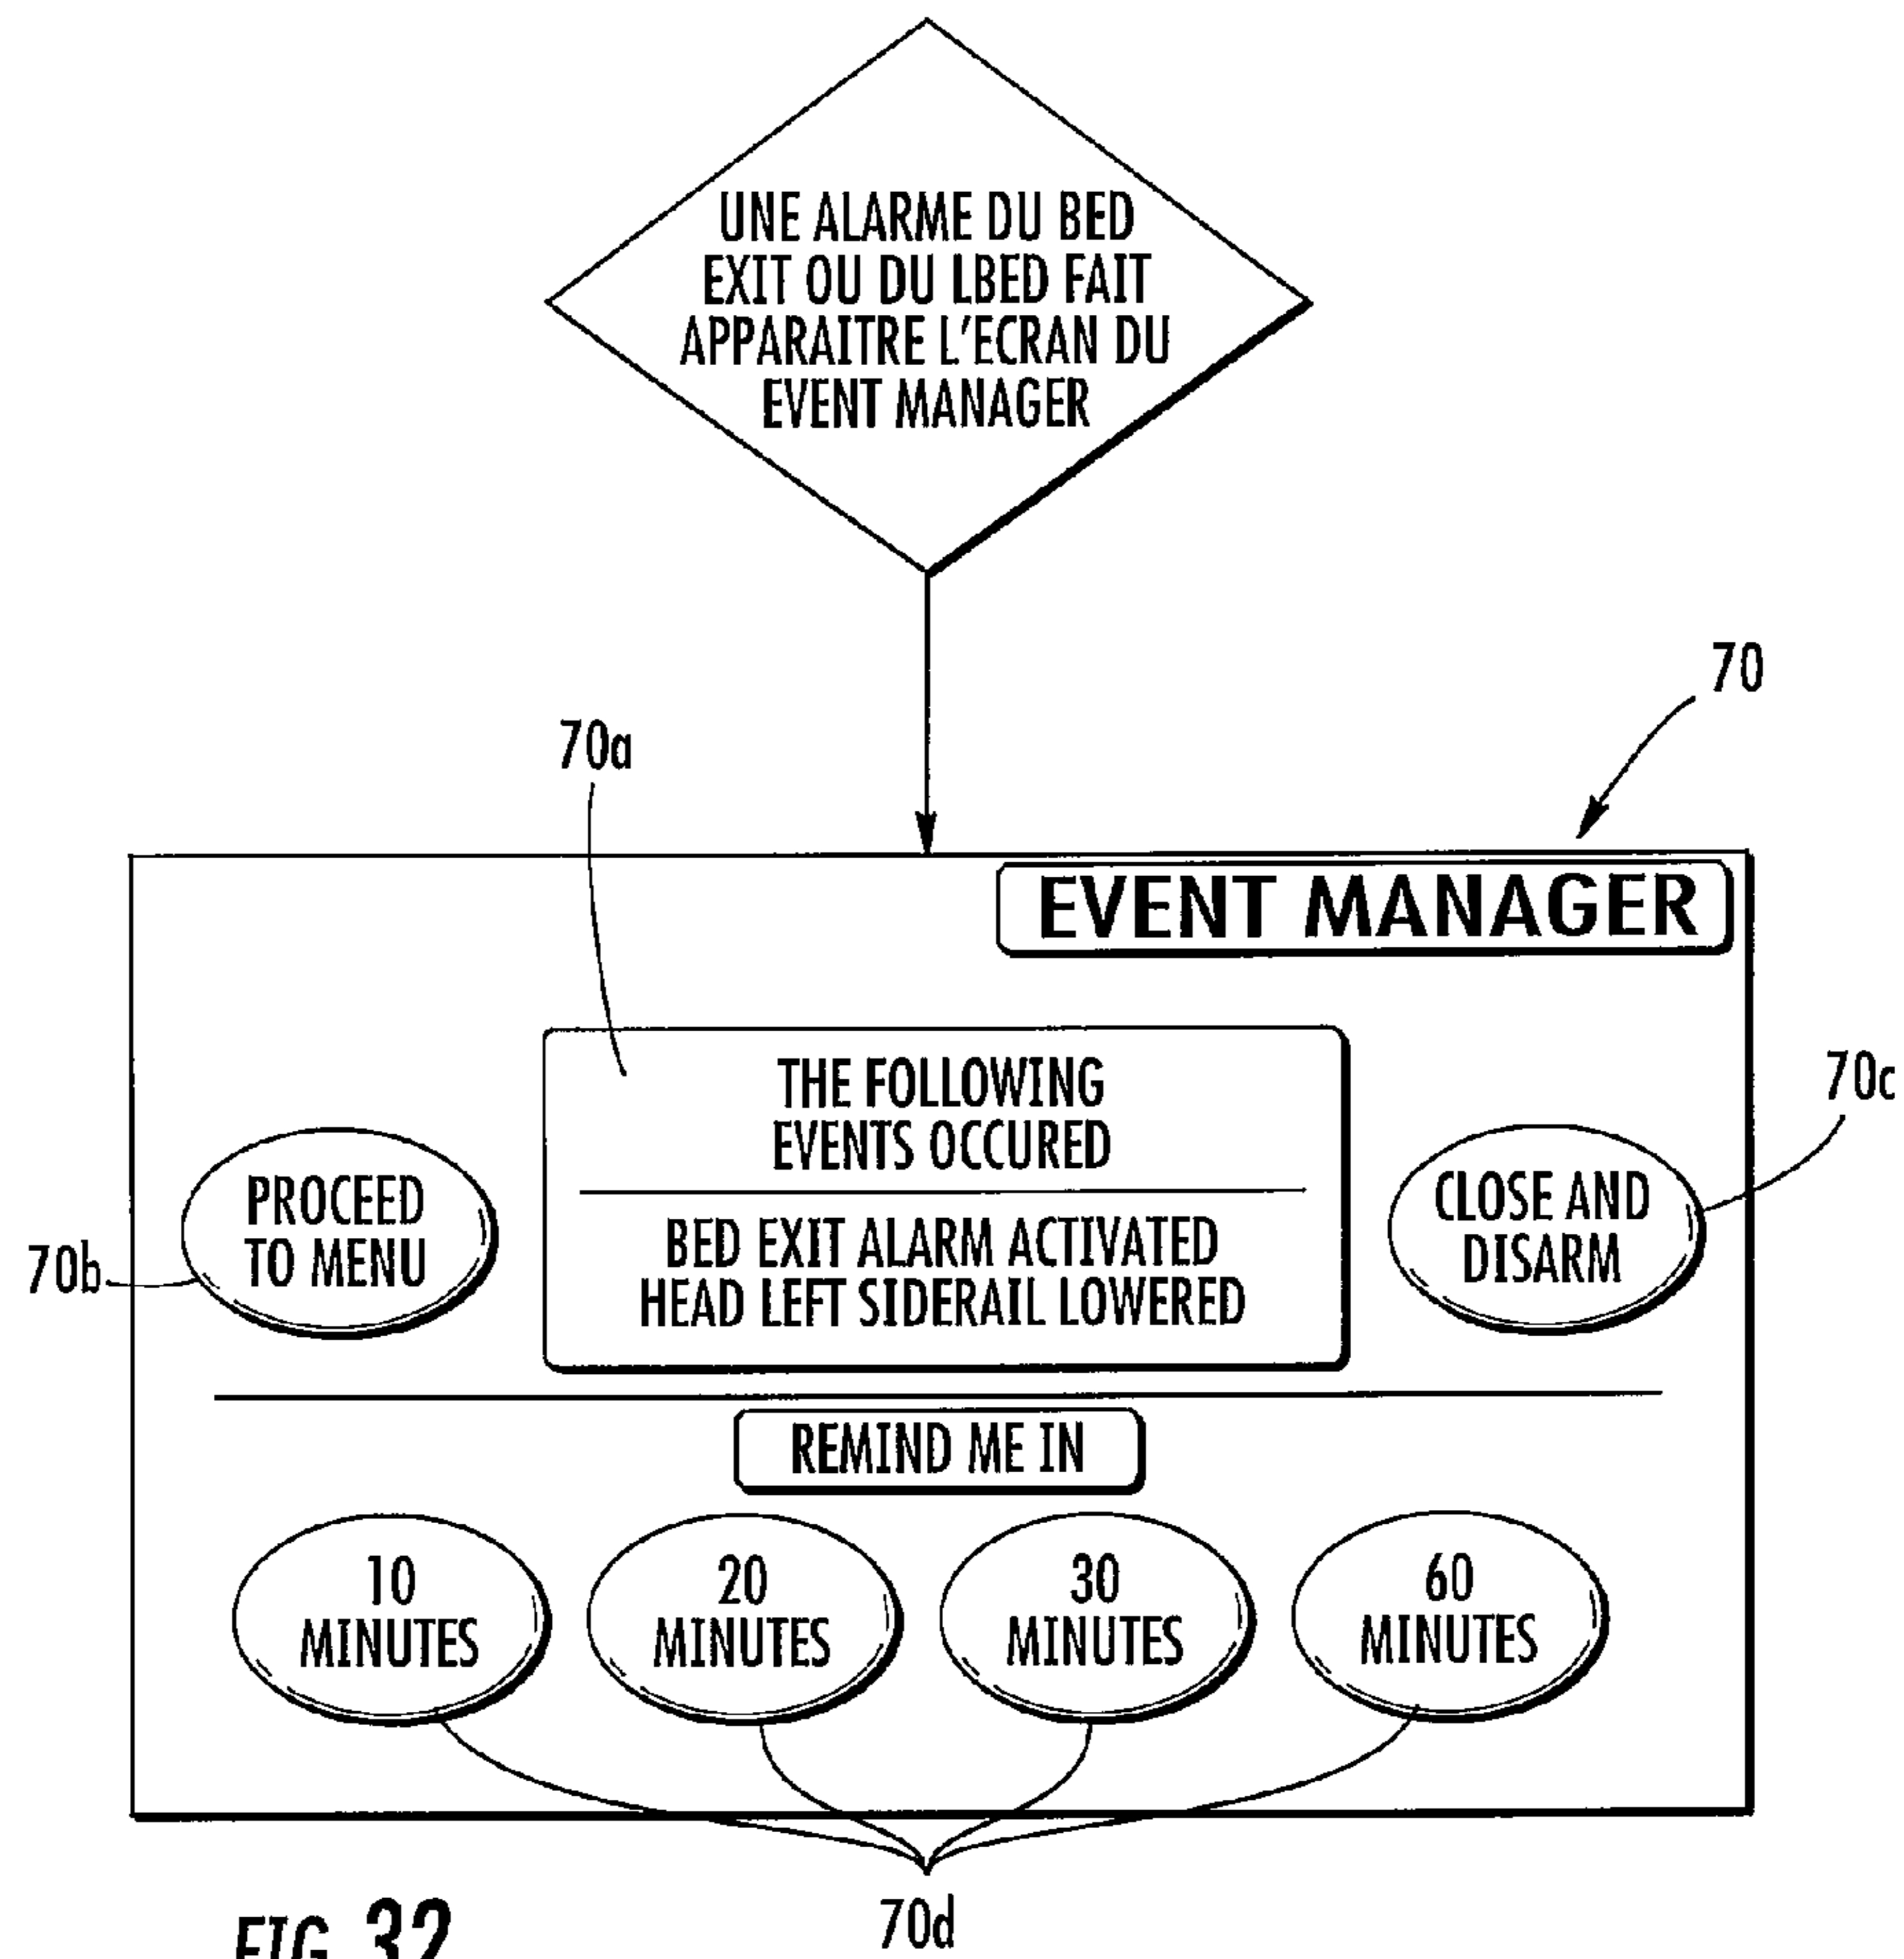 UNE ALARME DU BED
EXIT OU DU LBED FAIT
APPARAITRE L'ECRAN DU
EVENT MANAGER
70
70a
EVENT MANAGER
THE FOLLOWING
EVENTS OCCURED
70c
PROCEED
TO MENU
CLOSE AND
DISARM
70b
BED EXIT ALARM ACTIVATED
HEAD LEFT SIDERAIL LOWERED
REMIND ME IN
10
MINUTES
20
MINUTES
30
MINUTES
60
MINUTES
70d
FIG. 32